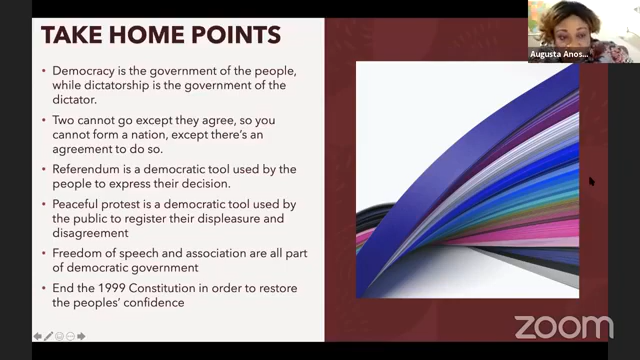 TAKE HOME POINTS
• Democracy is the government of the people,
while dictatorship is the government of the
dictator.
• Two cannot go except they agree, so you
cannot form a nation, except there's an
agreement to do so.
• Referendum is a democratic tool used by the
people to express their decision.
• Peaceful protest is a democratic tool used by
the public to register their displeasure and
disagreement
• Freedom of speech and association are all part
of democratic government
• End the 1999 Constitution in order to restore
the peoples' confidence
Augusta Anos...
zoom